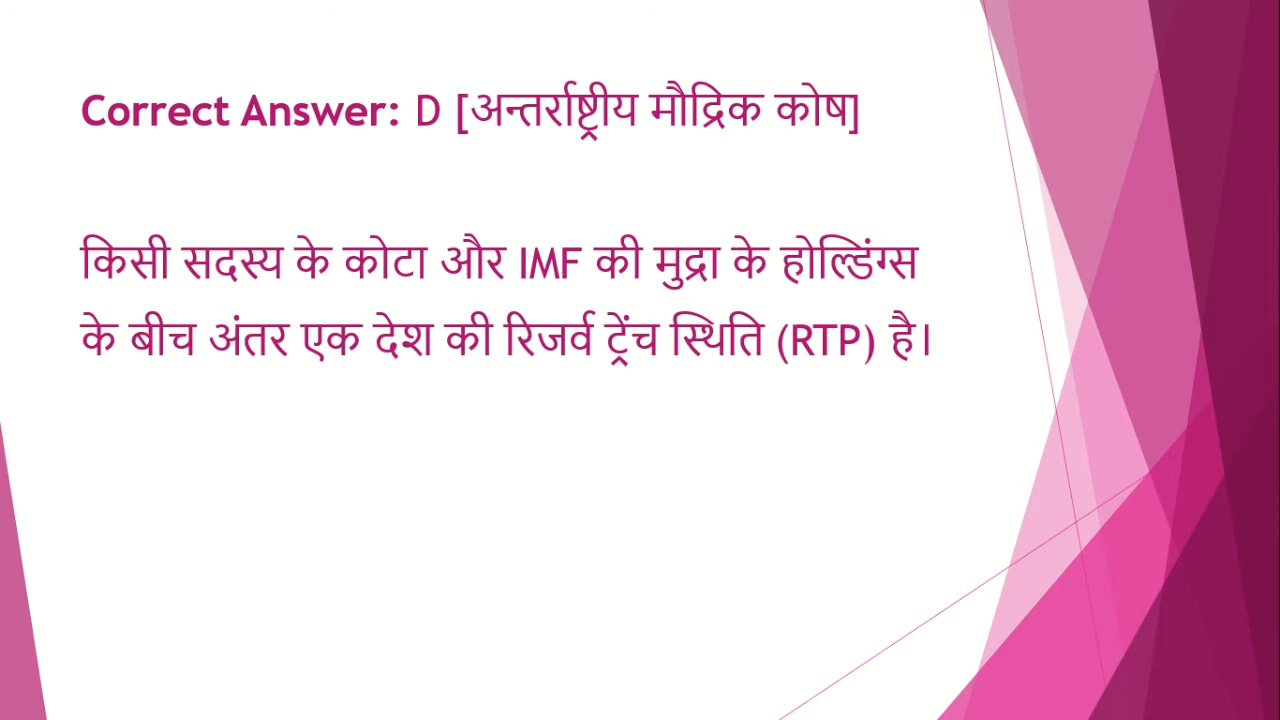 Correct Answer: D [अन्तर्राष्ट्रीय मौद्रिक कोष]
किसी सदस्य के कोटा और IMF की मुद्रा के होल्डिंग्स
के बीच अंतर एक देश की रिजर्व ट्रेंच स्थिति (RTP) है।